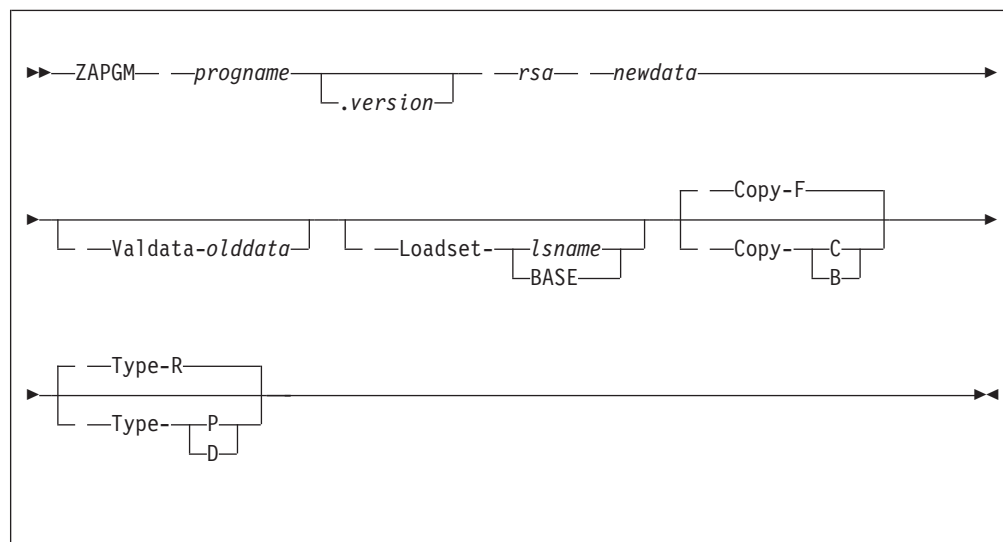 ZAPGM progname rsa newdata
.version
Copy-F
Valdata-olddata Loadset- lsname Copy- C
BASE B
Type-R
Type- P
D